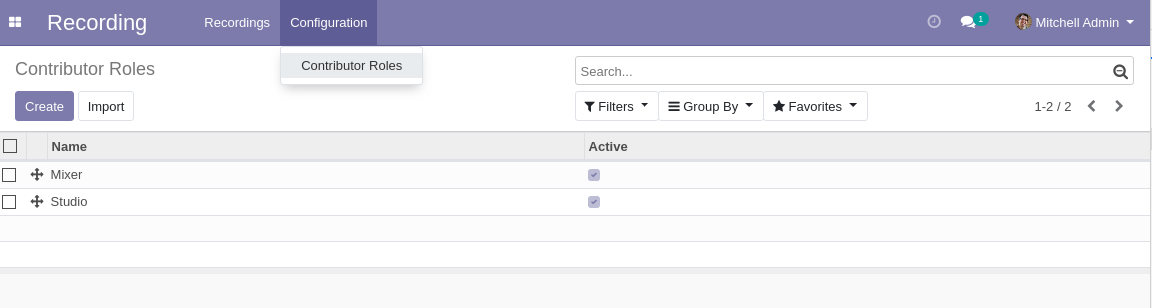 Recording Recordings Configuration 1 Mitchell Admin
Contributor Roles Contributor Roles Search...
Create Import Filters Group By Favorites 1-2 / 2
Name Active
Mixer
Studio